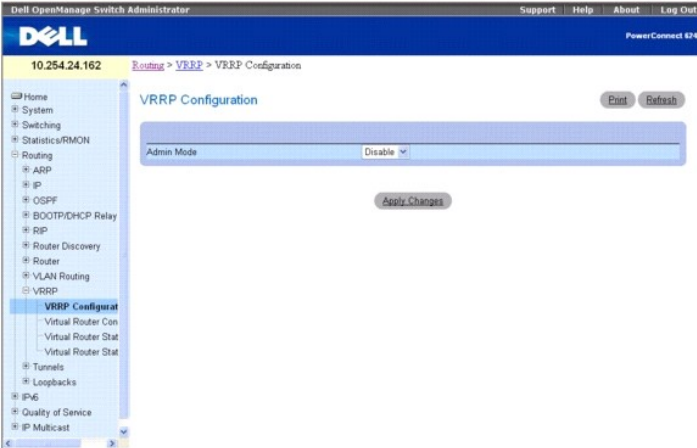 Dell OpenManage Switch Administrator
Support Help About Log Out
DELL
PowerConnect 624
10.254.24.162
Routing > VRRP > VRRP Configuration
Home
System
Switching
Statistics/RMON
Routing
ARP
IP
OSPF
BOOTP/DHCP Relay
RIP
Router Discovery
Router
VLAN Routing
VRRP
VRRP Configurat
Virtual Router Con
Virtual Router Stat
Virtual Router Stat
Tunnels
Loopbacks
IPv6
Quality of Service
IP Multicast
VRRP Configuration
Print Refresh
Admin Mode Disable
Apply Changes